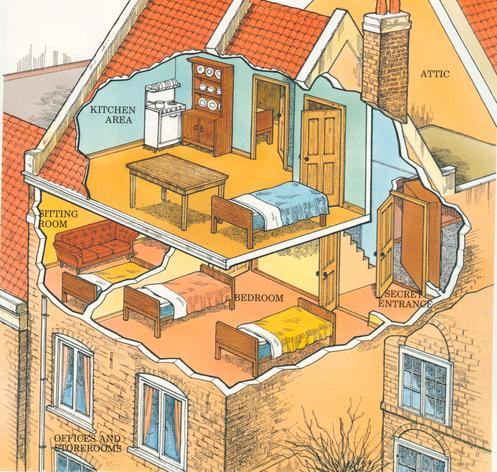 ATTIC
KITCHEN
AREA
SITTING
ROOM
BEDROOM
SECRET
ENTRANCE
OFFICES AND
STOREROOMS